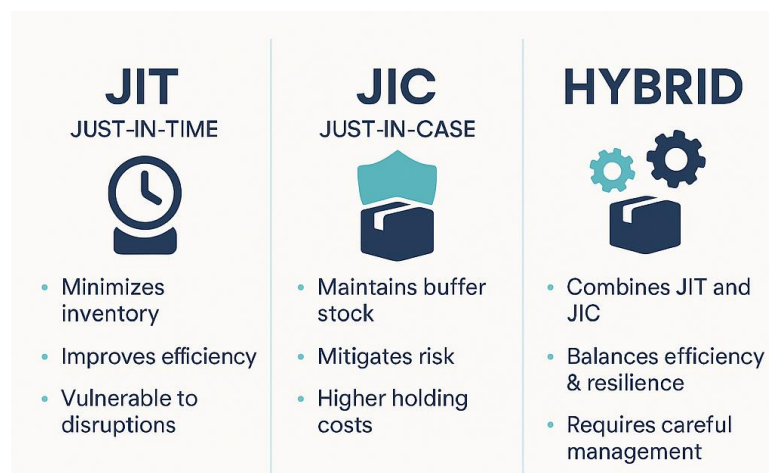 JIT
JUST-IN-TIME
• Minimizes
inventory
• Improves efficiency
• Vulnerable to
disruptions
JIC
JUST-IN-CASE
• Maintains buffer
stock
• Mitigates risk
• Higher holding
costs
HYBRID
• Combines JIT and
JIC
• Balances efficiency
& resilience
• Requires careful
management